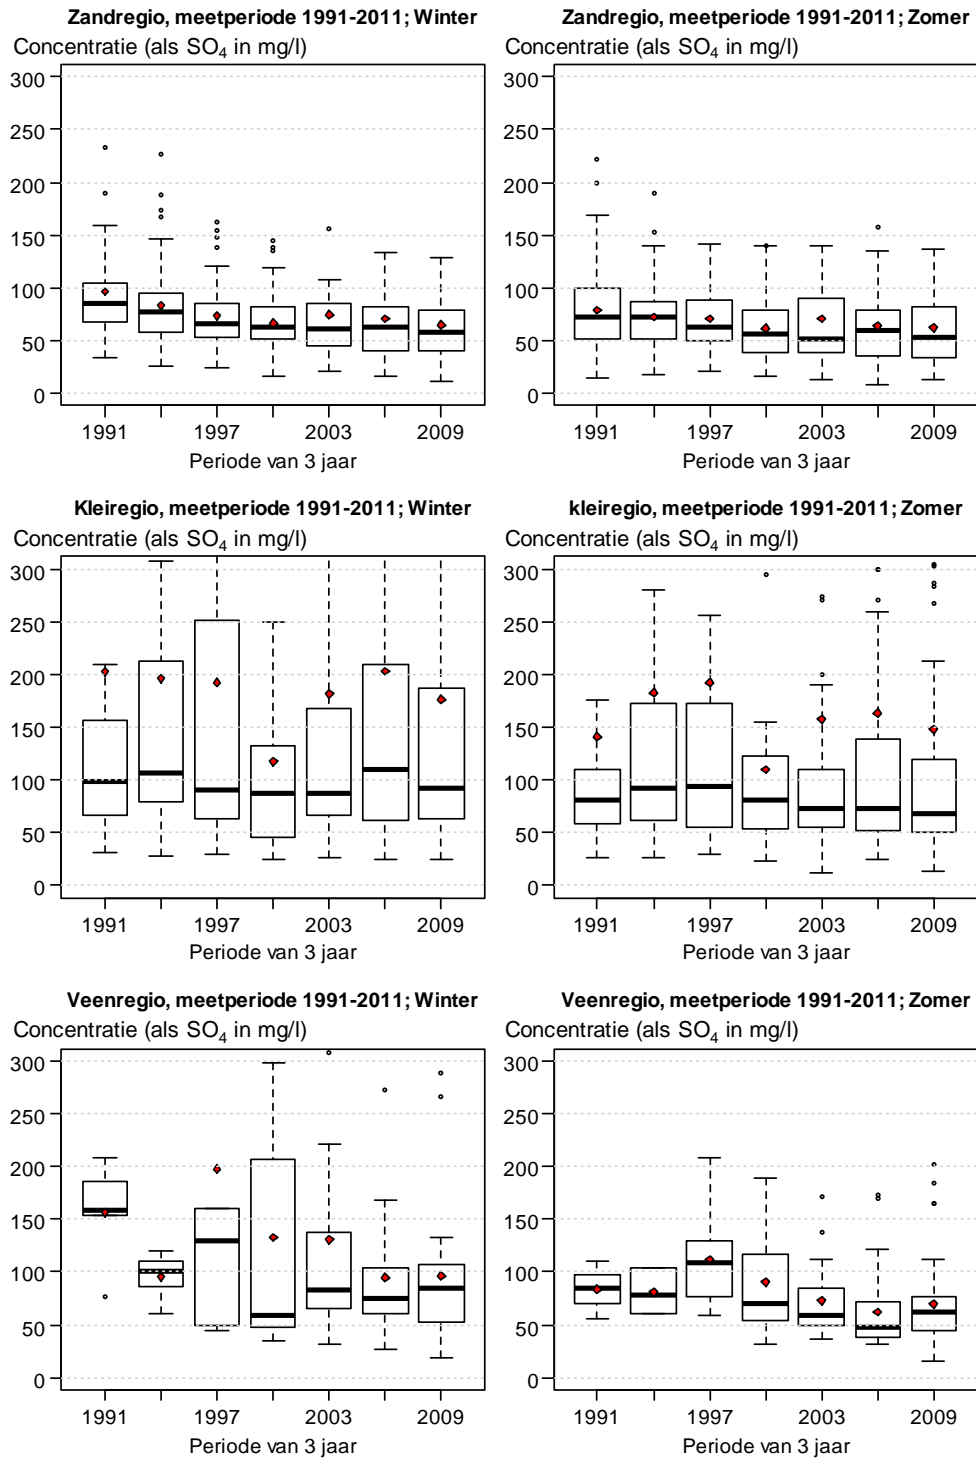 Zandregio, meetperiode 1991-2011; Winter
Concentratie (als SO₄ in mg/l)
300
250
200
150
100
50
0
1991 1997 2003 2009
Periode van 3 jaar
Zandregio, meetperiode 1991-2011; Zomer
Concentratie (als SO₄ in mg/l)
300
250
200
150
100
50
0
1991 1997 2003 2009
Periode van 3 jaar
Kleiregio, meetperiode 1991-2011; Winter
Concentratie (als SO₄ in mg/l)
300
250
200
150
100
50
0
1991 1997 2003 2009
Periode van 3 jaar
kleiregio, meetperiode 1991-2011; Zomer
Concentratie (als SO₄ in mg/l)
300
250
200
150
100
50
0
1991 1997 2003 2009
Periode van 3 jaar
Veenregio, meetperiode 1991-2011; Winter
Concentratie (als SO₄ in mg/l)
300
250
200
150
100
50
0
1991 1997 2003 2009
Periode van 3 jaar
Veenregio, meetperiode 1991-2011; Zomer
Concentratie (als SO₄ in mg/l)
300
250
200
150
100
50
0
1991 1997 2003 2009
Periode van 3 jaar